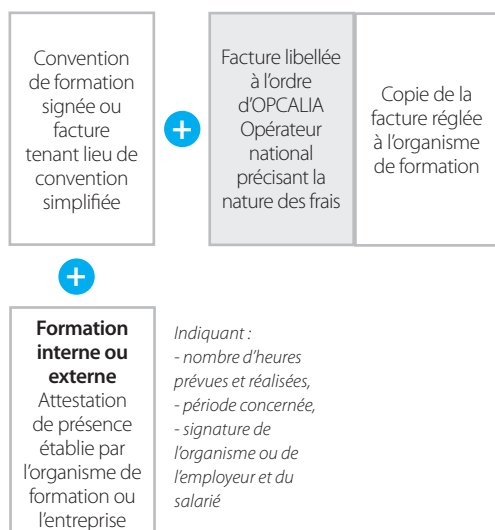 Convention
de formation
signée ou
facture
tenant lieu de
convention
simplifiée
+
Facture libellée
à l'ordre
d'OPCALIA
Opérateur
national
précisant la
nature des frais
Copie de la
facture réglée
à l'organisme
de formation
+
Formation
interne ou
externe
Attestation
de présence
établie par
l'organisme de
formation ou
l'entreprise
Indiquant :
- nombre d'heures
prévues et réalisées,
- période concernée,
- signature de
l'organisme ou de
l'employeur et du
salarié